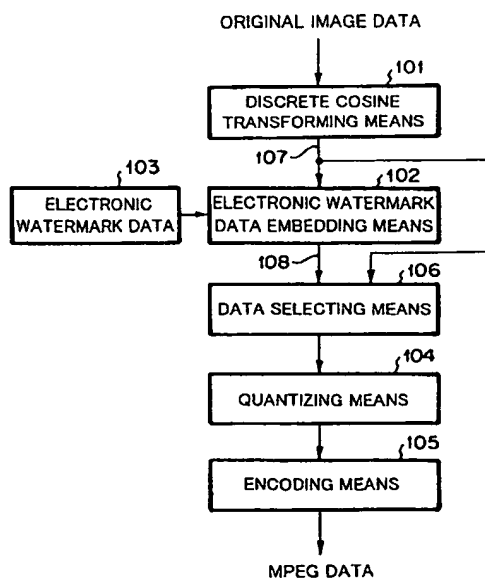 ORIGINAL IMAGE DATA
101
DISCRETE COSINE
TRANSFORMING MEANS
107
103
102
ELECTRONIC
WATERMARK DATA
ELECTRONIC WATERMARK
DATA EMBEDDING MEANS
108
106
DATA SELECTING MEANS
104
QUANTIZING MEANS
105
ENCODING MEANS
MPEG DATA